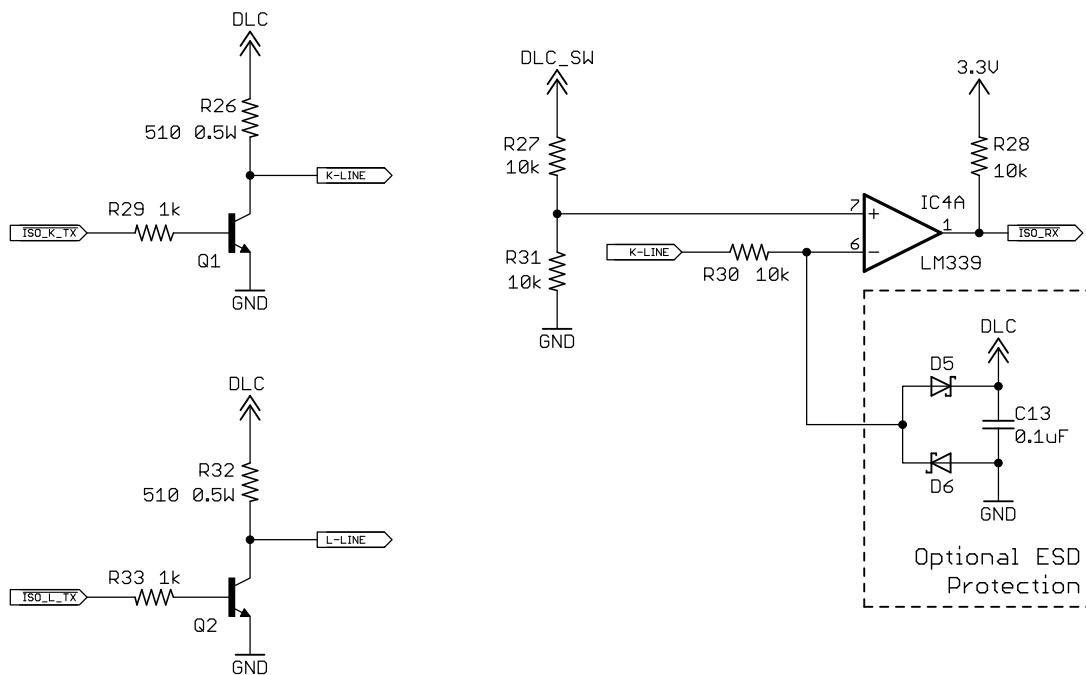 DLC
R26
510 0.5W
K-LINE
R29 1k
ISO_K_TX
Q1
GND
DLC
R32
510 0.5W
L-LINE
R33 1k
ISO_L_TX
Q2
GND
DLC_SW
R27
10k
R31
10k
GND
K-LINE
R30 10k
7
6
+
-
IC4A
1
LM339
3.3V
R28
10k
ISO_RX
DLC
D5
C13
0.1uF
D6
GND
Optional ESD
Protection